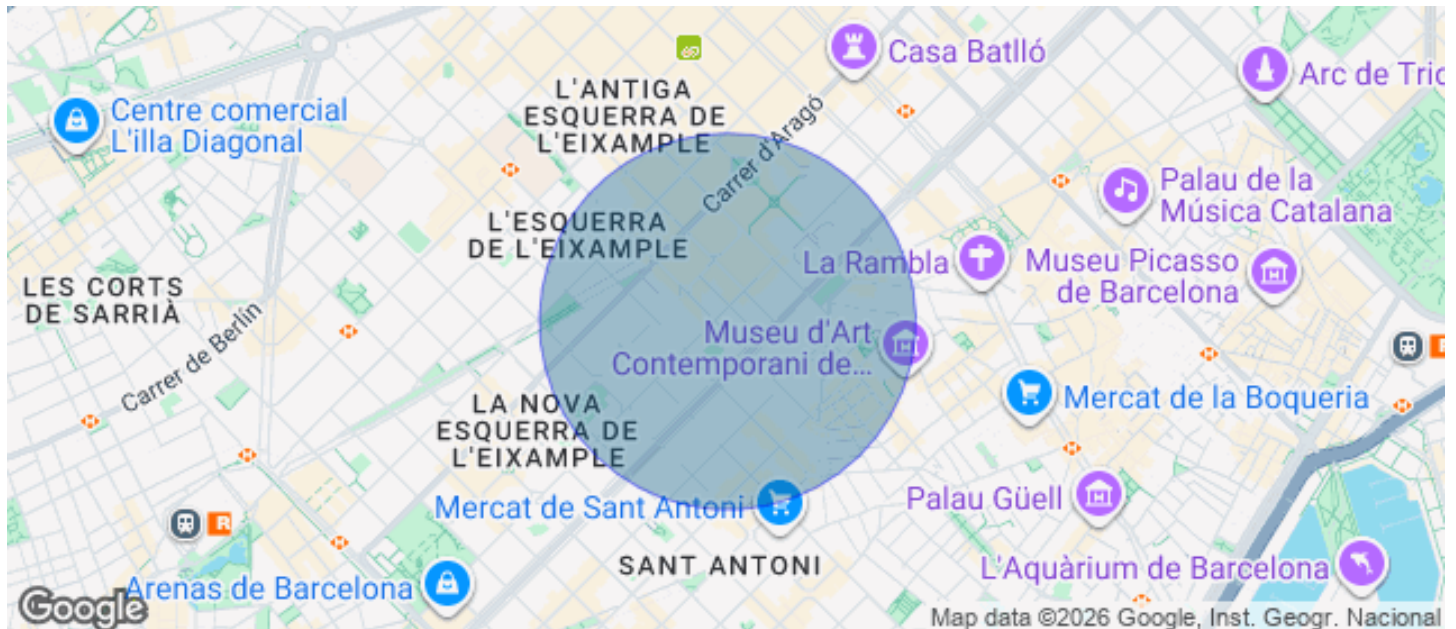 Casa Batlló
Arc de Trio
L'ANTIGA
ESQUERRA DE
L'EIXAMPLE
Centre comercial
L'illa Diagonal
Carrer d'Aragó
Palau de la
Música Catalana
L'ESQUERRA
DE L'EIXAMPLE
La Rambla
Museu Picasso
de Barcelona
LES CORTS
DE SARRIÀ
Carrer de Berlín
Museu d'Art
Contemporani de...
Mercat de la Boqueria
LA NOVA
ESQUERRA DE
L'EIXAMPLE
Mercat de Sant Antoni
Palau Güell
R
SANT ANTONI
L'Aquàrium de Barcelona
Arenas de Barcelona
Google
Map data ©2026 Google, Inst. Geogr. Nacional